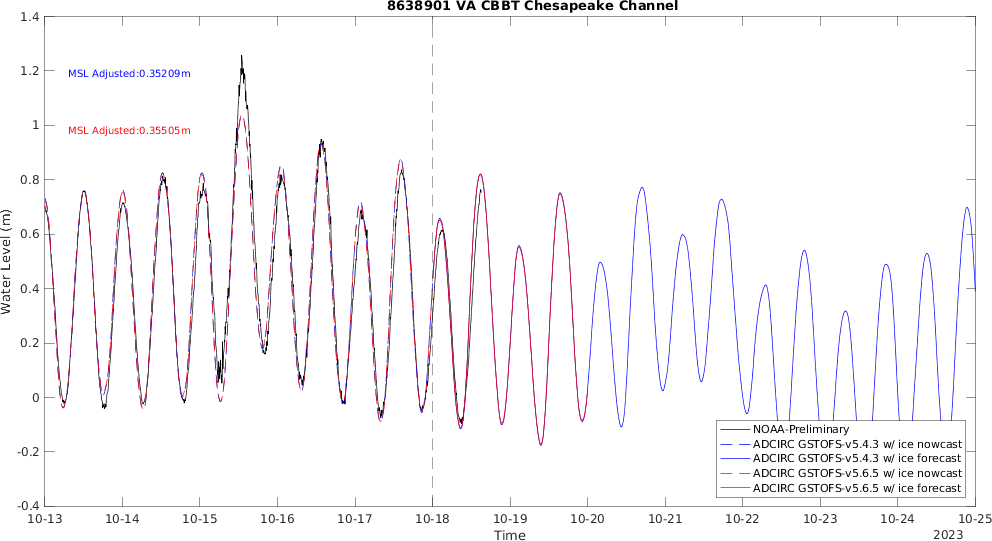 8638901 VA CBBT Chesapeake Channel
1.4
1.2
1
0.8
0.6
0.4
0.2
0
-0.2
-0.4
Water Level (m)
MSL Adjusted:0.35209m
MSL Adjusted:0.35505m
NOAA-Preliminary
ADCIRC GSTOFS-v5.4.3 w/ ice nowcast
ADCIRC GSTOFS-v5.4.3 w/ ice forecast
ADCIRC GSTOFS-v5.6.5 w/ ice nowcast
ADCIRC GSTOFS-v5.6.5 w/ ice forecast
10-13 10-14 10-15 10-16 10-17 10-18 10-19 10-20 10-21 10-22 10-23 10-24 10-25
Time
2023